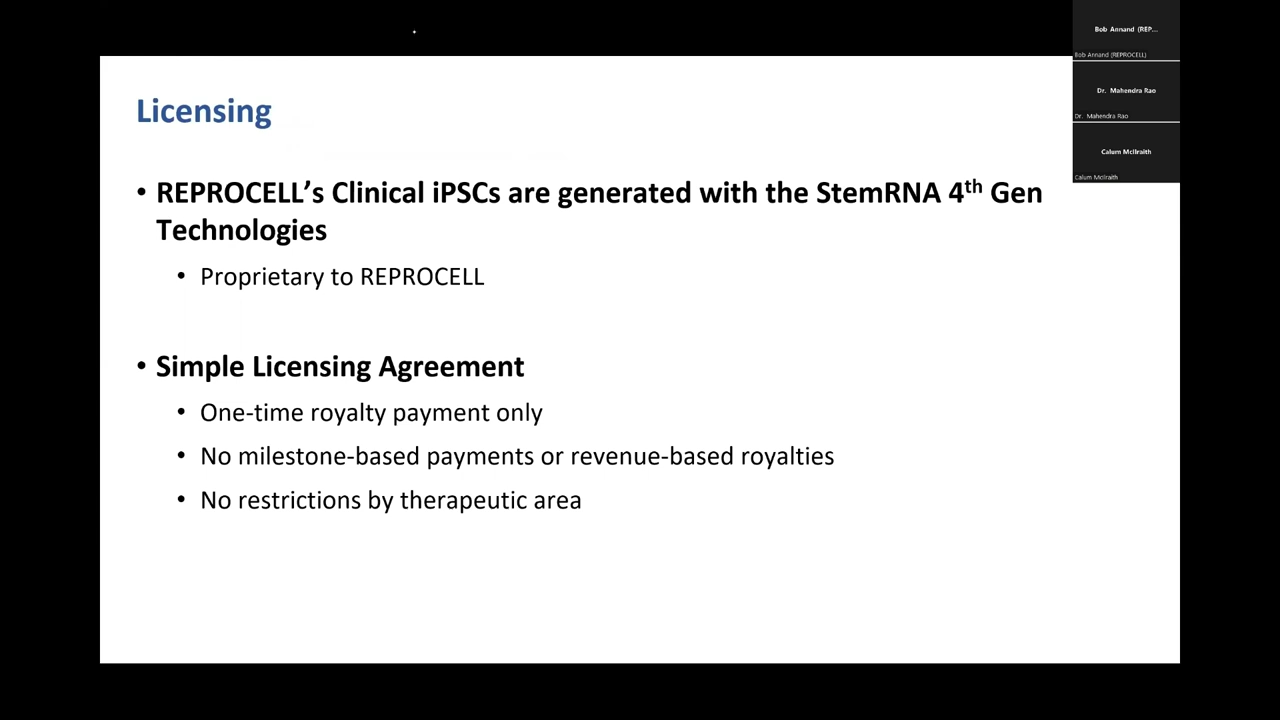 Licensing
• REPROCELL’s Clinical iPSCs are generated with the StemRNA 4th Gen
Technologies
• Proprietary to REPROCELL
• Simple Licensing Agreement
• One-time royalty payment only
• No milestone-based payments or revenue-based royalties
• No restrictions by therapeutic area
Bob Annand (REP...
Bob Annand (REPROCELL)
Dr. Mahendra Rao
Dr. Mahendra Rao
Calum McIlraith
Calum McIlraith